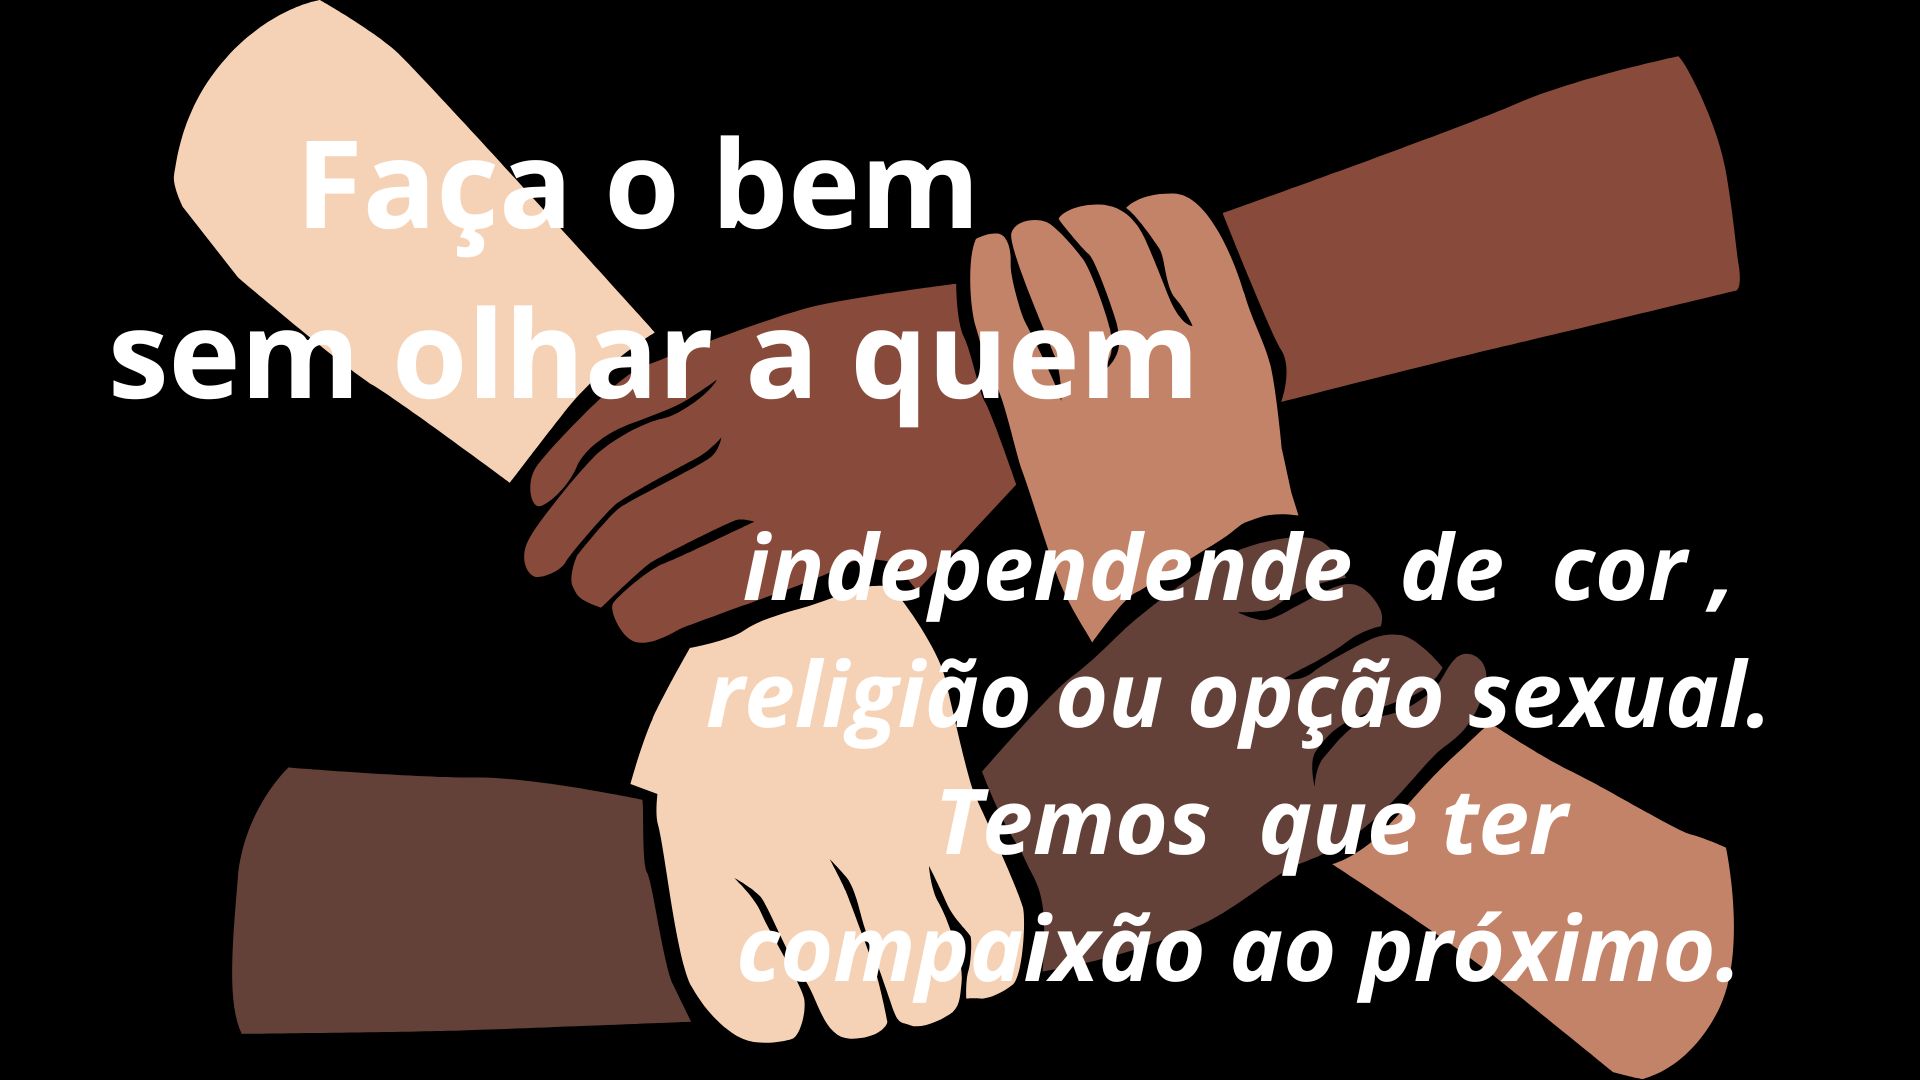 Faça o bem
sem olhar a quem
independende de cor ,
religião ou opção sexual.
Temos que ter
compaixão ao próximo.